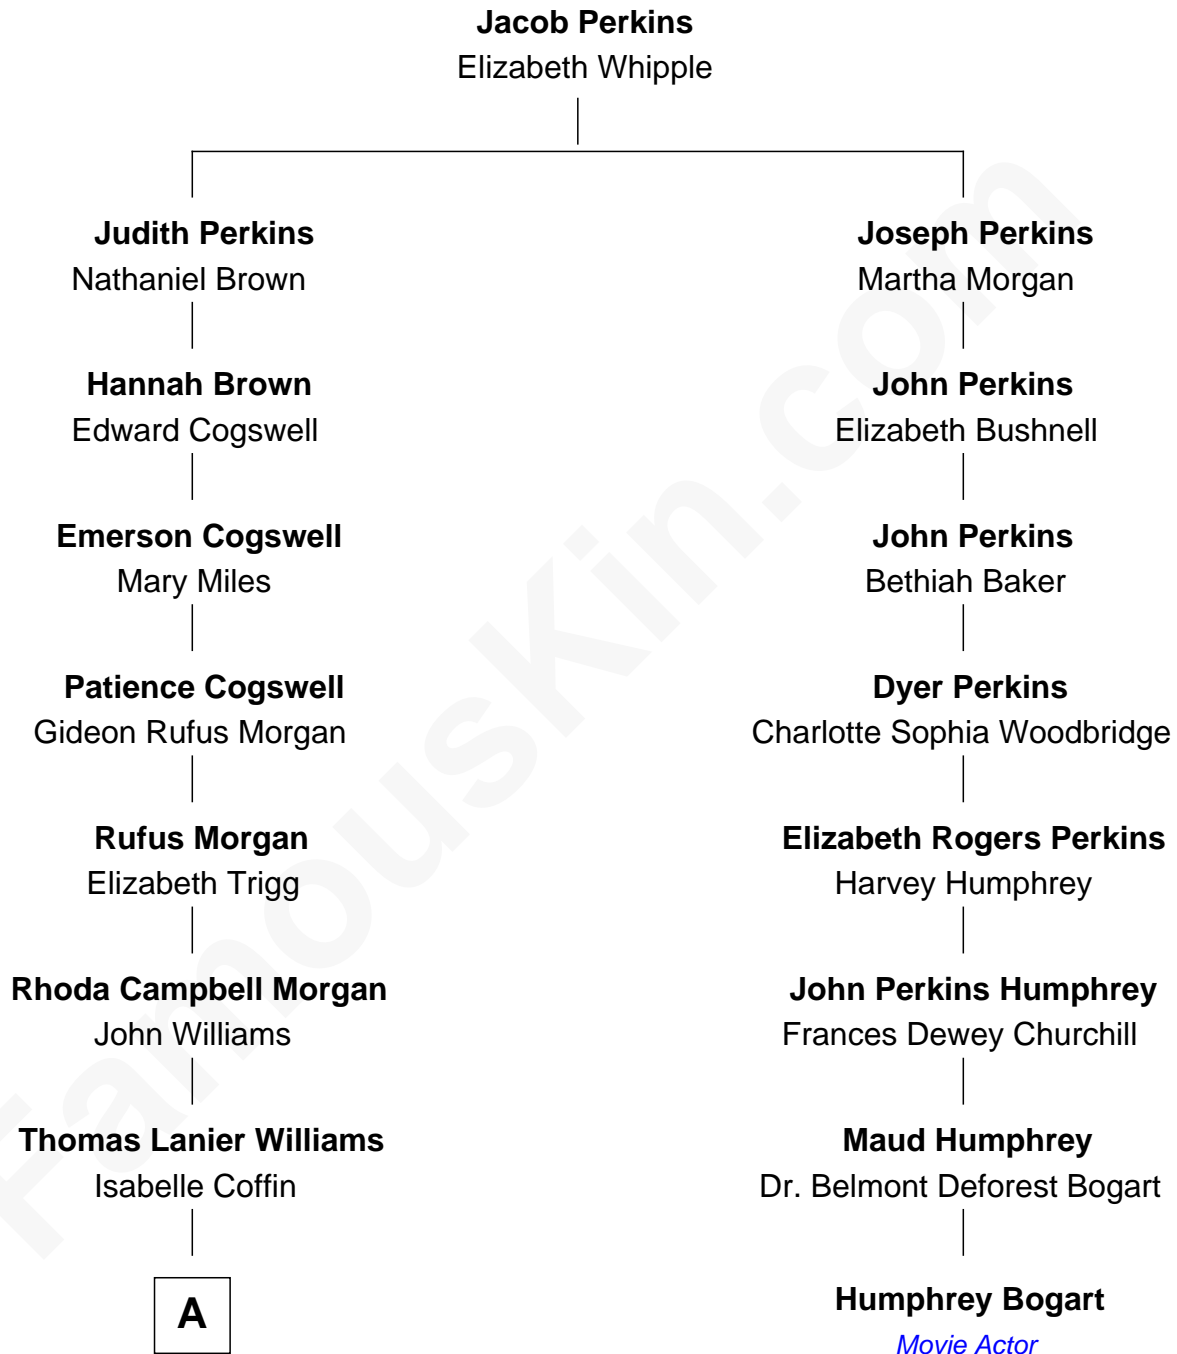 Jacob Perkins
Elizabeth Whipple
Judith Perkins
Nathaniel Brown
Joseph Perkins
Martha Morgan
Hannah Brown
Edward Cogswell
John Perkins
Elizabeth Bushnell
Emerson Cogswell
Mary Miles
John Perkins
Bethiah Baker
Patience Cogswell
Gideon Rufus Morgan
Dyer Perkins
Charlotte Sophia Woodbridge
Rufus Morgan
Elizabeth Trigg
Elizabeth Rogers Perkins
Harvey Humphrey
Rhoda Campbell Morgan
John Williams
John Perkins Humphrey
Frances Dewey Churchill
Thomas Lanier Williams
Isabelle Coffin
Maud Humphrey
Dr. Belmont Deforest Bogart
A
Humphrey Bogart
Movie Actor
FamousKin.com